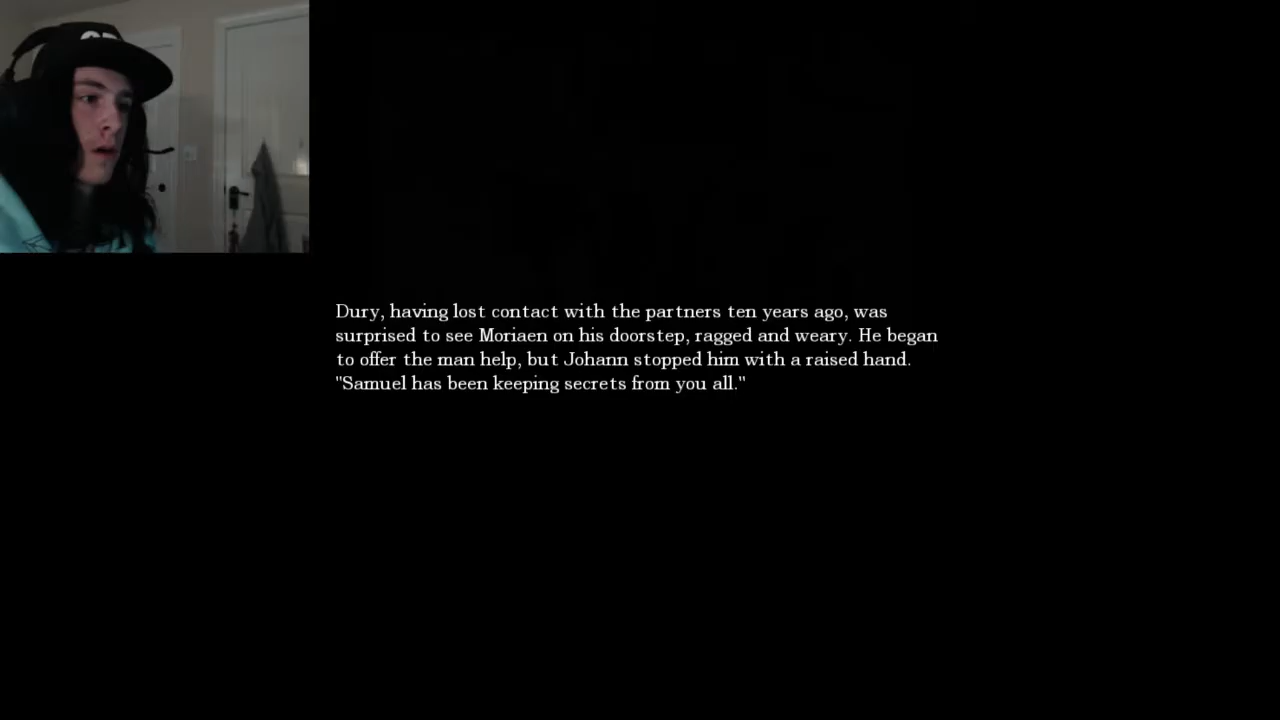 Dury, having lost contact with the partners ten years ago, was
surprised to see Moriaen on his doorstep, ragged and weary. He began
to offer the man help, but Johann stopped him with a raised hand.
"Samuel has been keeping secrets from you all."